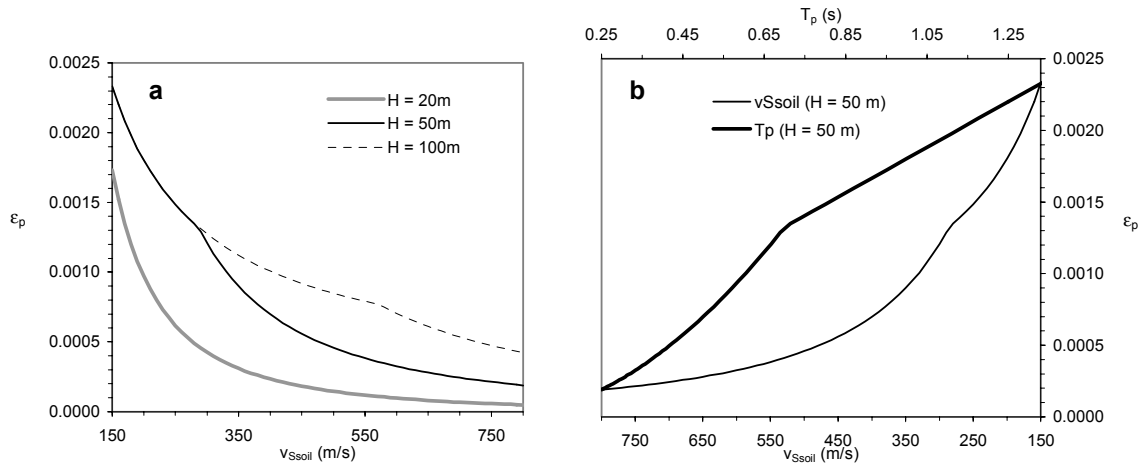 a
0.0025
0.0020
0.0015
0.0010
0.0005
0.0000
εp
150
350
550
750
vSsoil (m/s)
H = 20m
H = 50m
H = 100m
Tp (s)
0.25
0.45
0.65
0.85
1.05
1.25
b
vSsoil (H = 50 m)
Tp (H = 50 m)
0.0025
0.0020
0.0015
0.0010
0.0005
0.0000
εp
750
650
550
450
350
250
150
vSsoil (m/s)